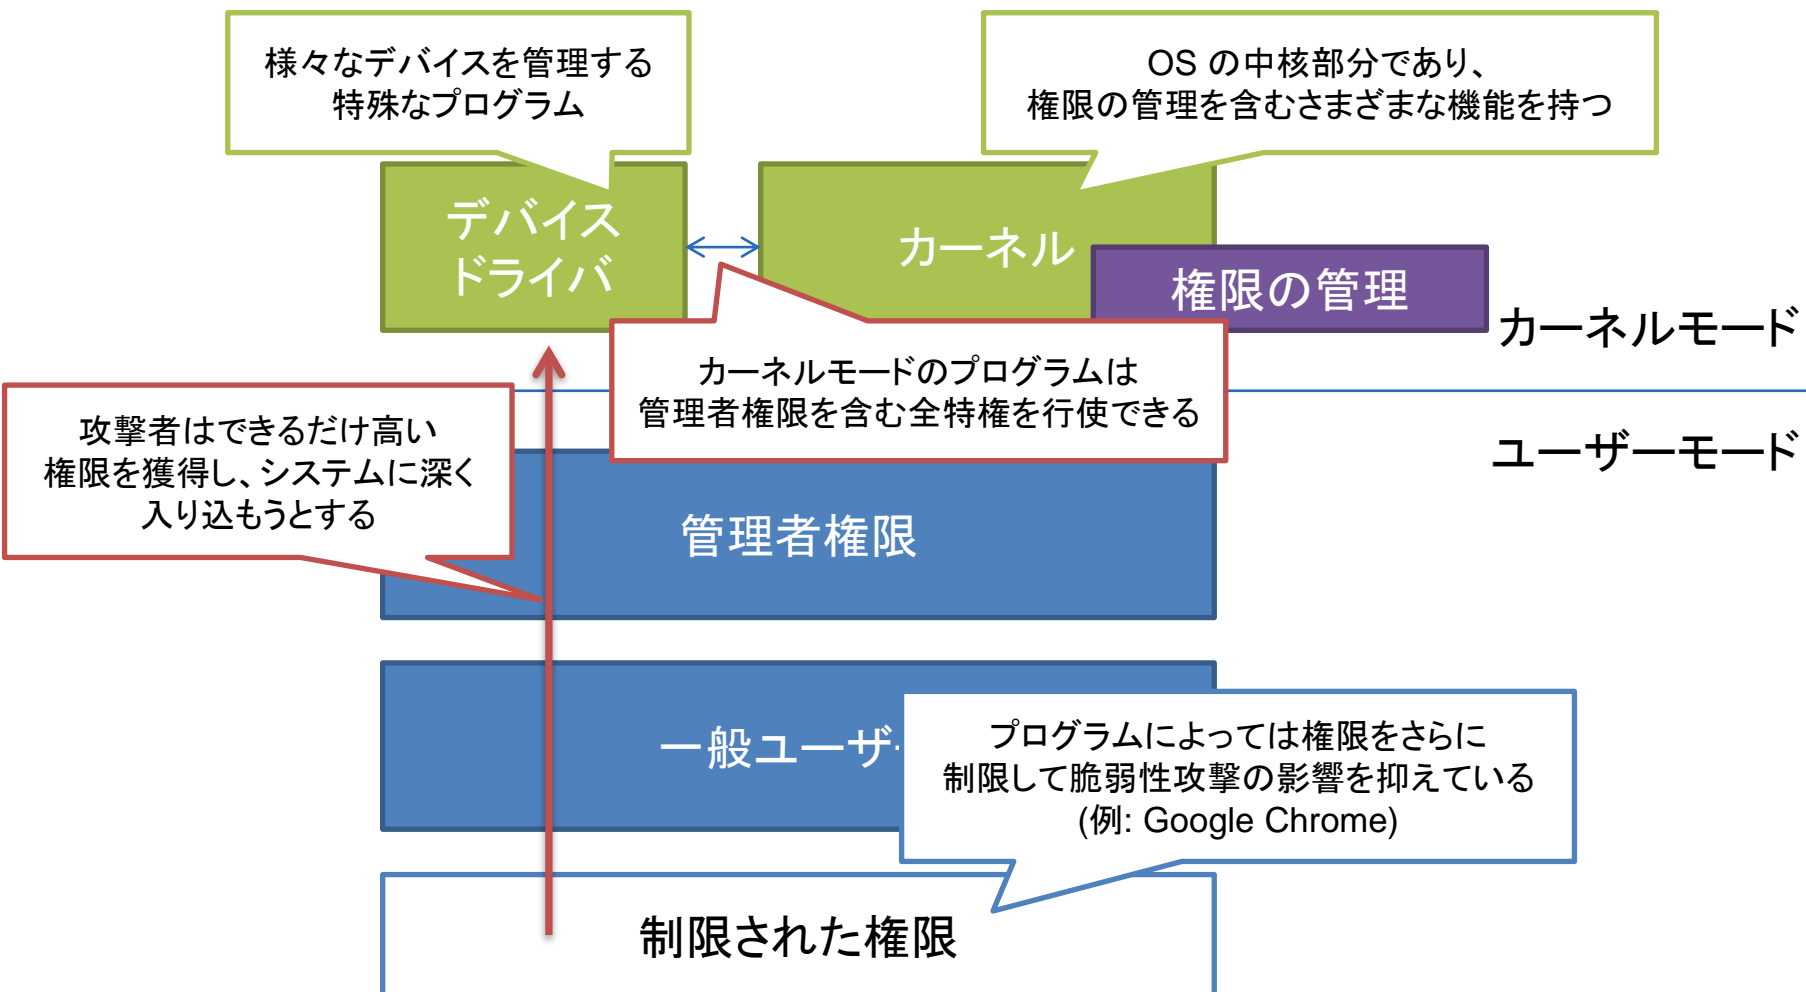 様々なデバイスを管理する
特殊なプログラム
OS の中核部分であり、
権限の管理を含むさまざまな機能を持つ
デバイス
ドライバ
カーネル
権限の管理
カーネルモード
カーネルモードのプログラムは
管理者権限を含む全特権を行使できる
攻撃者はできるだけ高い
権限を獲得し、システムに深く
入り込もうとする
ユーザーモード
管理者権限
一般ユーザ
プログラムによっては権限をさらに
制限して脆弱性攻撃の影響を抑えている
(例: Google Chrome)
制限された権限